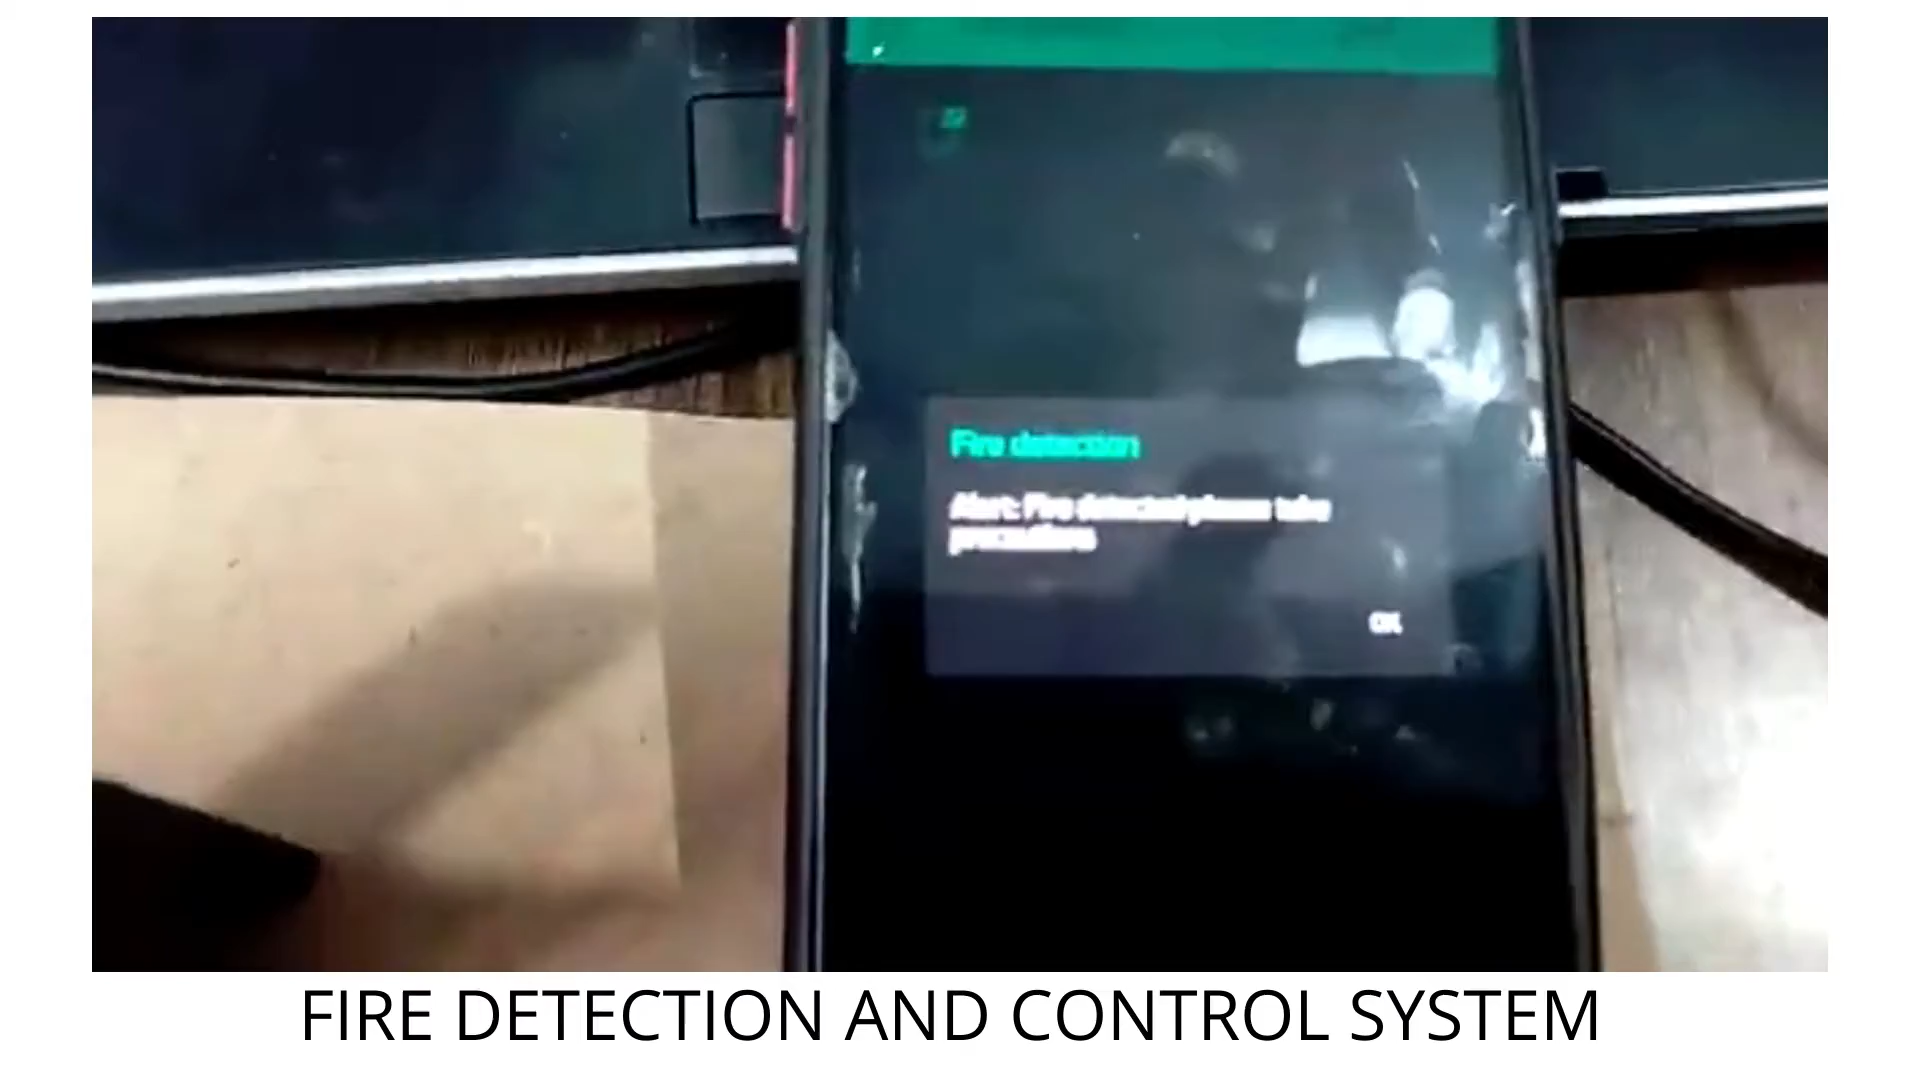 Fire detection
Alert: Fire detected please take
precautions
OK
FIRE DETECTION AND CONTROL SYSTEM